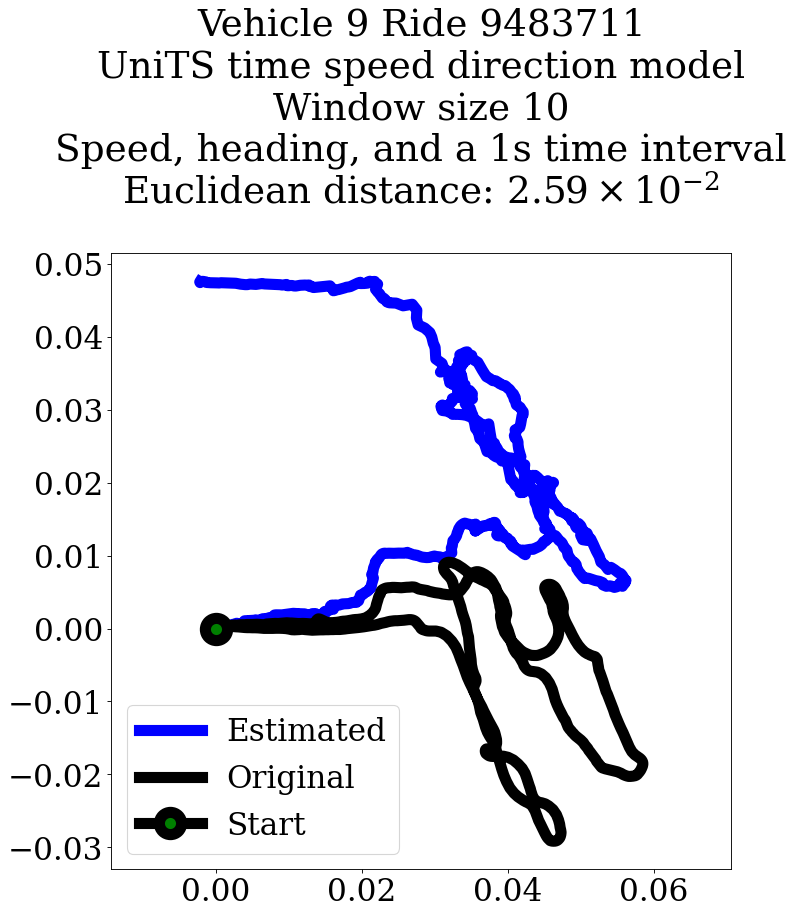 Vehicle 9 Ride 9483711
UniTS time speed direction model
Window size 10
Speed, heading, and a 1s time interval
Euclidean distance: 2.59 × 10⁻²
0.05
0.04
0.03
0.02
0.01
0.00
−0.01
−0.02
−0.03
Estimated
Original
Start
0.00 0.02 0.04 0.06